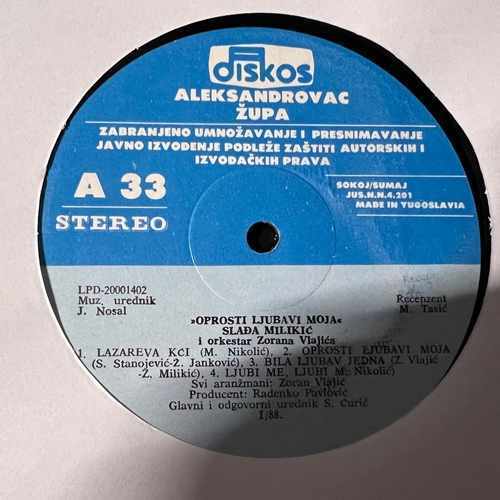 diskos
ALEKSANDROVAC
ŽUPA
ZABRANJENO UMNOŽAVANJE I PRESNIMAVANJE
JAVNO IZVOĐENJE PODLEŽE ZAŠTITI AUTORSKIH I
IZVOĐAČKIH PRAVA
A 33
STEREO
SOKOJ/SUMAJ
JUS.N.N.4.201
MADE IN YUGOSLAVIA
LPD-20001402
Muz. urednik
J. Nosal
Recenzent
M. Tasić
»OPROSTI LJUBAVI MOJA«
SLAĐA MILIKIĆ
i orkestar Zorana Vlajića
1. LAZAREVA KĆI (M. Nikolić), 2. OPROSTI LJUBAVI MOJA
(S. Stanojević-Ž. Janković), 3. BILA LJUBAV JEDNA (Z. Vlajić
-Ž. Milikić), 4. LJUBI ME, LJUBI M. Nikolić)
Svi aranžmani: Zoran Vlajić
Producent: Radenko Pavlović
Glavni i odgovorni urednik S. Ćurić
1/88.